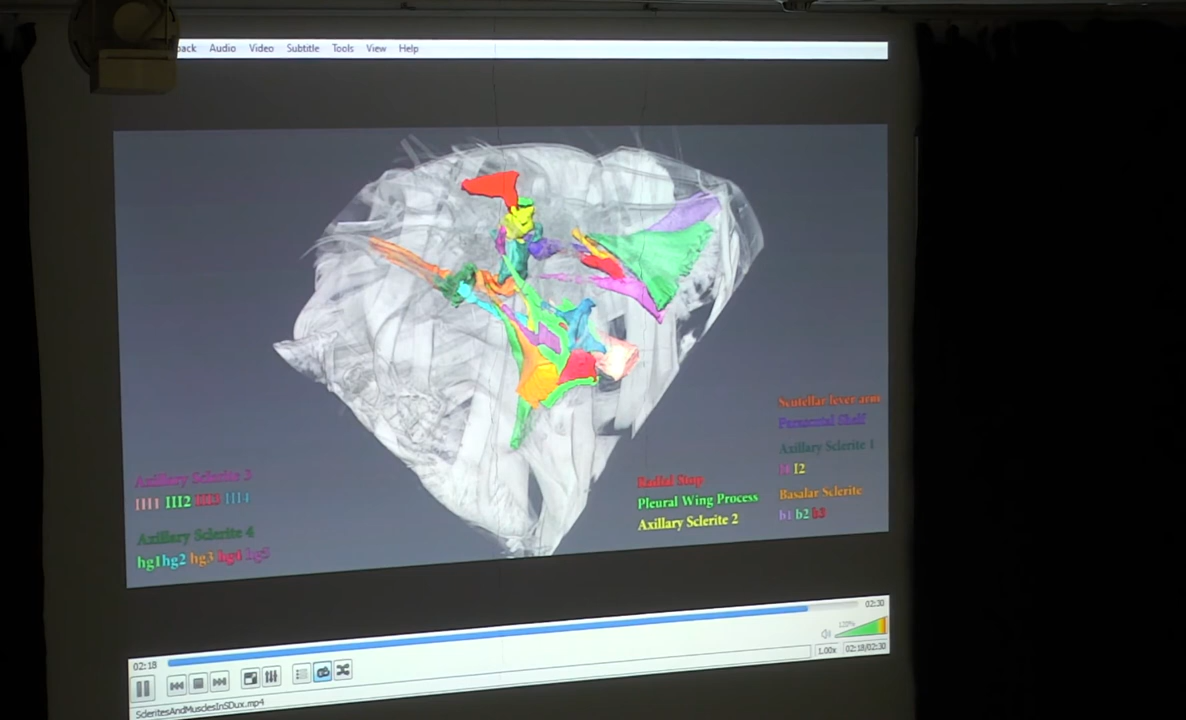 back Audio Video Subtitle Tools View Help
Scutellar lever arm
Parascutal Shelf
Axillary Sclerite 1
I1 I2
Axillary Sclerite 3
III1 III2 III3 III4
Radial Stop
Pleural Wing Process
Axillary Sclerite 2
Basalar Sclerite
b1 b2 b3
Axillary Sclerite 4
hg1hg2 hg3 hg4 hg5
02:30
120%
02:18
1.00x 02:18/02:30
ScleritesAndMusclesInSDux.mp4